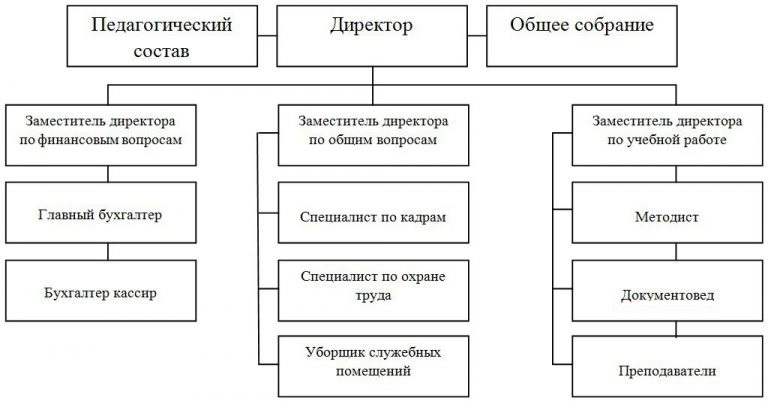 Педагогический
состав
Директор
Общее собрание
Заместитель директора
по финансовым вопросам
Заместитель директора
по общим вопросам
Заместитель директора
по учебной работе
Главный бухгалтер
Специалист по кадрам
Методист
Бухгалтер кассир
Специалист по охране
труда
Документовед
Уборщик служебных
помещений
Преподаватели